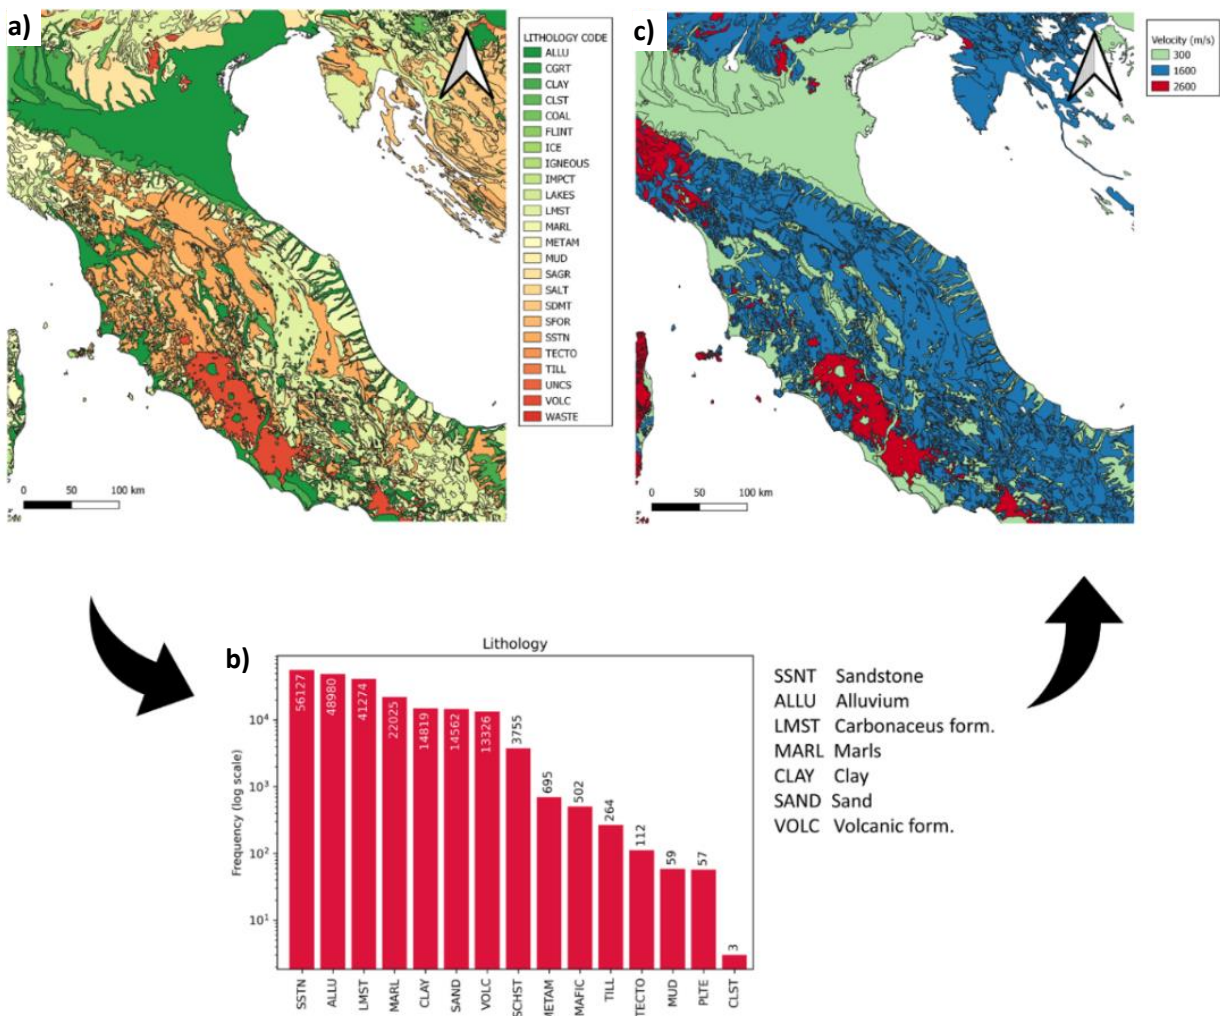 a)
LITHOLOGY CODE
ALLU
CGRT
CLAY
CLST
COAL
FLINT
ICE
IGNEOUS
IMPCT
LAKES
LMST
MARL
METAM
MUD
SAGR
SALT
SDMT
SFOR
SSTN
TECTO
TILL
UNCS
VOLC
WASTE
0 50 100 km
c)
Velocity (m/s)
300
1600
2600
0 50 100 km
b)
Lithology
Frequency (log scale)
10⁴
10³
10²
10¹
56127
48980
41274
22025
14819
14562
13326
3755
695
502
264
112
59
57
3
SSTN
ALLU
LMST
MARL
CLAY
SAND
VOLC
SCHST
METAM
MAFIC
TILL
TECTO
MUD
PLTE
CLST
SSNT Sandstone
ALLU Alluvium
LMST Carbonaceus form.
MARL Marls
CLAY Clay
SAND Sand
VOLC Volcanic form.